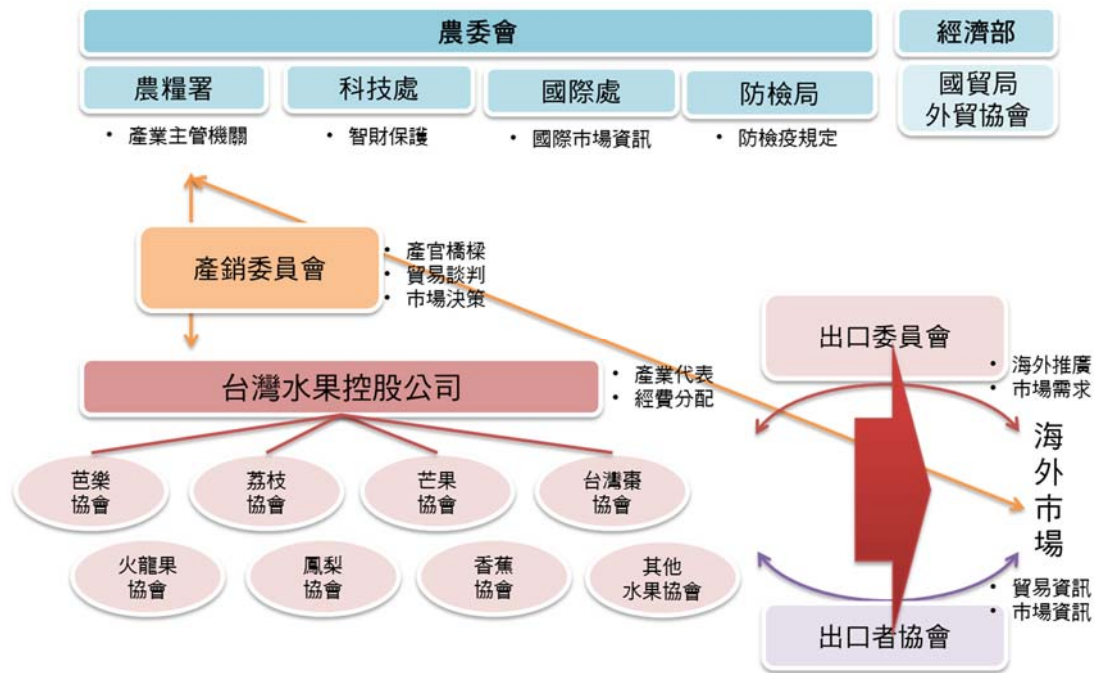 農委會
經濟部
農糧署
科技處
國際處
防檢局
國貿局
外貿協會
• 產業主管機關
• 智財保護
• 國際市場資訊
• 防檢疫規定
產銷委員會
• 產官橋樑
• 貿易談判
• 市場決策
出口委員會
• 海外推廣
• 市場需求
台灣水果控股公司
• 產業代表
• 經費分配
海外市場
芭樂
協會
荔枝
協會
芒果
協會
台灣棗
協會
火龍果
協會
鳳梨
協會
香蕉
協會
其他
水果協會
• 貿易資訊
• 市場資訊
出口者協會